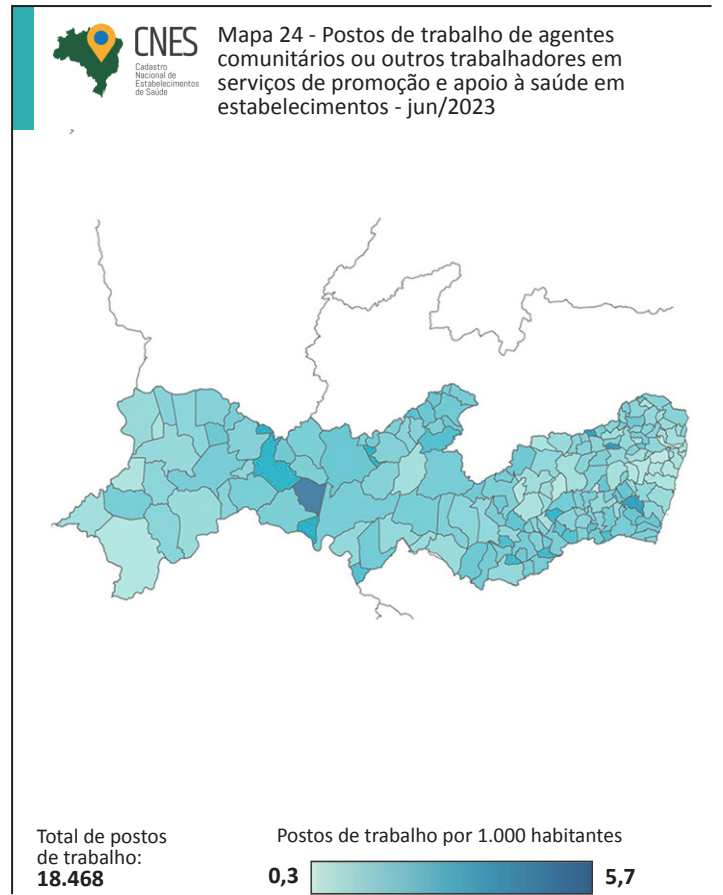 CNES
Cadastro
Nacional de
Estabelecimentos
de Saúde
Mapa 24 - Postos de trabalho de agentes
comunitários ou outros trabalhadores em
serviços de promoção e apoio à saúde em
estabelecimentos - jun/2023
Total de postos
de trabalho:
18.468
Postos de trabalho por 1.000 habitantes
0,3
5,7